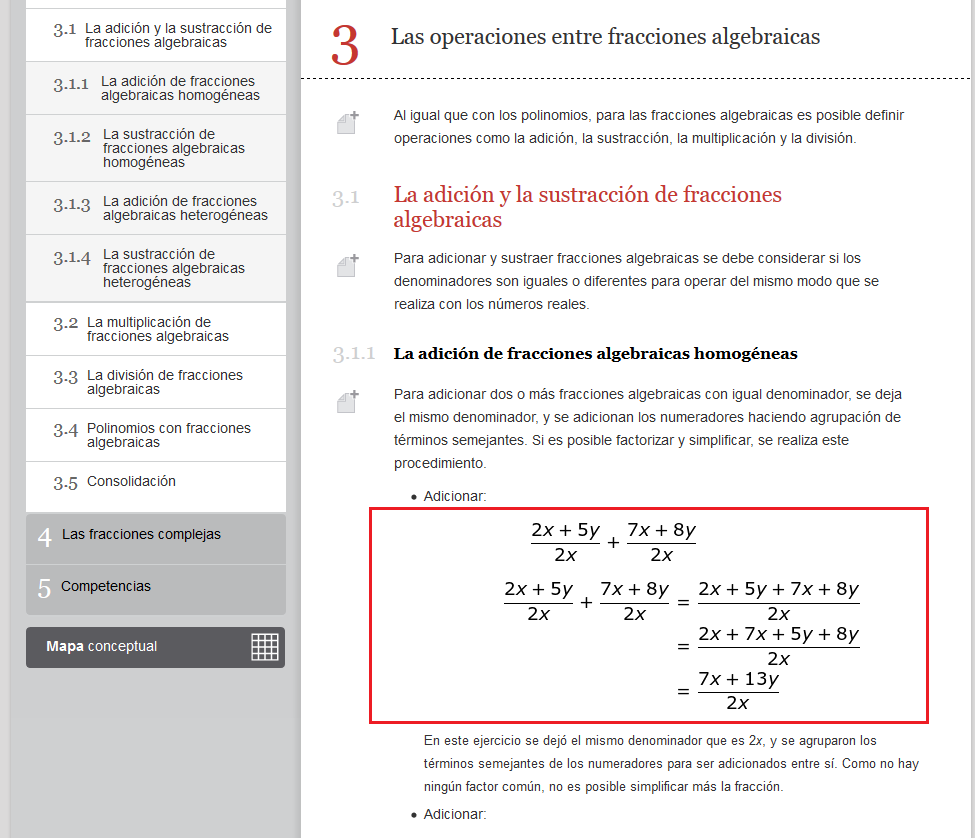 3.1 La adición y la sustracción de
fracciones algebraicas
3.1.1 La adición de fracciones
algebraicas homogéneas
3.1.2 La sustracción de
fracciones algebraicas
homogéneas
3.1.3 La adición de fracciones
algebraicas heterogéneas
3.1.4 La sustracción de
fracciones algebraicas
heterogéneas
3.2 La multiplicación de
fracciones algebraicas
3.3 La división de fracciones
algebraicas
3.4 Polinomios con fracciones
algebraicas
3.5 Consolidación
4 Las fracciones complejas
5 Competencias
Mapa conceptual
3 Las operaciones entre fracciones algebraicas
Al igual que con los polinomios, para las fracciones algebraicas es posible definir
operaciones como la adición, la sustracción, la multiplicación y la división.
3.1 La adición y la sustracción de fracciones
algebraicas
Para adicionar y sustraer fracciones algebraicas se debe considerar si los
denominadores son iguales o diferentes para operar del mismo modo que se
realiza con los números reales.
3.1.1 La adición de fracciones algebraicas homogéneas
Para adicionar dos o más fracciones algebraicas con igual denominador, se deja
el mismo denominador, y se adicionan los numeradores haciendo agrupación de
términos semejantes. Si es posible factorizar y simplificar, se realiza este
procedimiento.
• Adicionar:
2x + 5y 7x + 8y
+
2x 2x
2x + 5y 7x + 8y 2x + 5y + 7x + 8y
+ =
2x 2x 2x
2x + 7x + 5y + 8y
=
2x
7x + 13y
=
2x
En este ejercicio se dejó el mismo denominador que es 2x, y se agruparon los
términos semejantes de los numeradores para ser adicionados entre sí. Como no hay
ningún factor común, no es posible simplificar más la fracción.
• Adicionar: